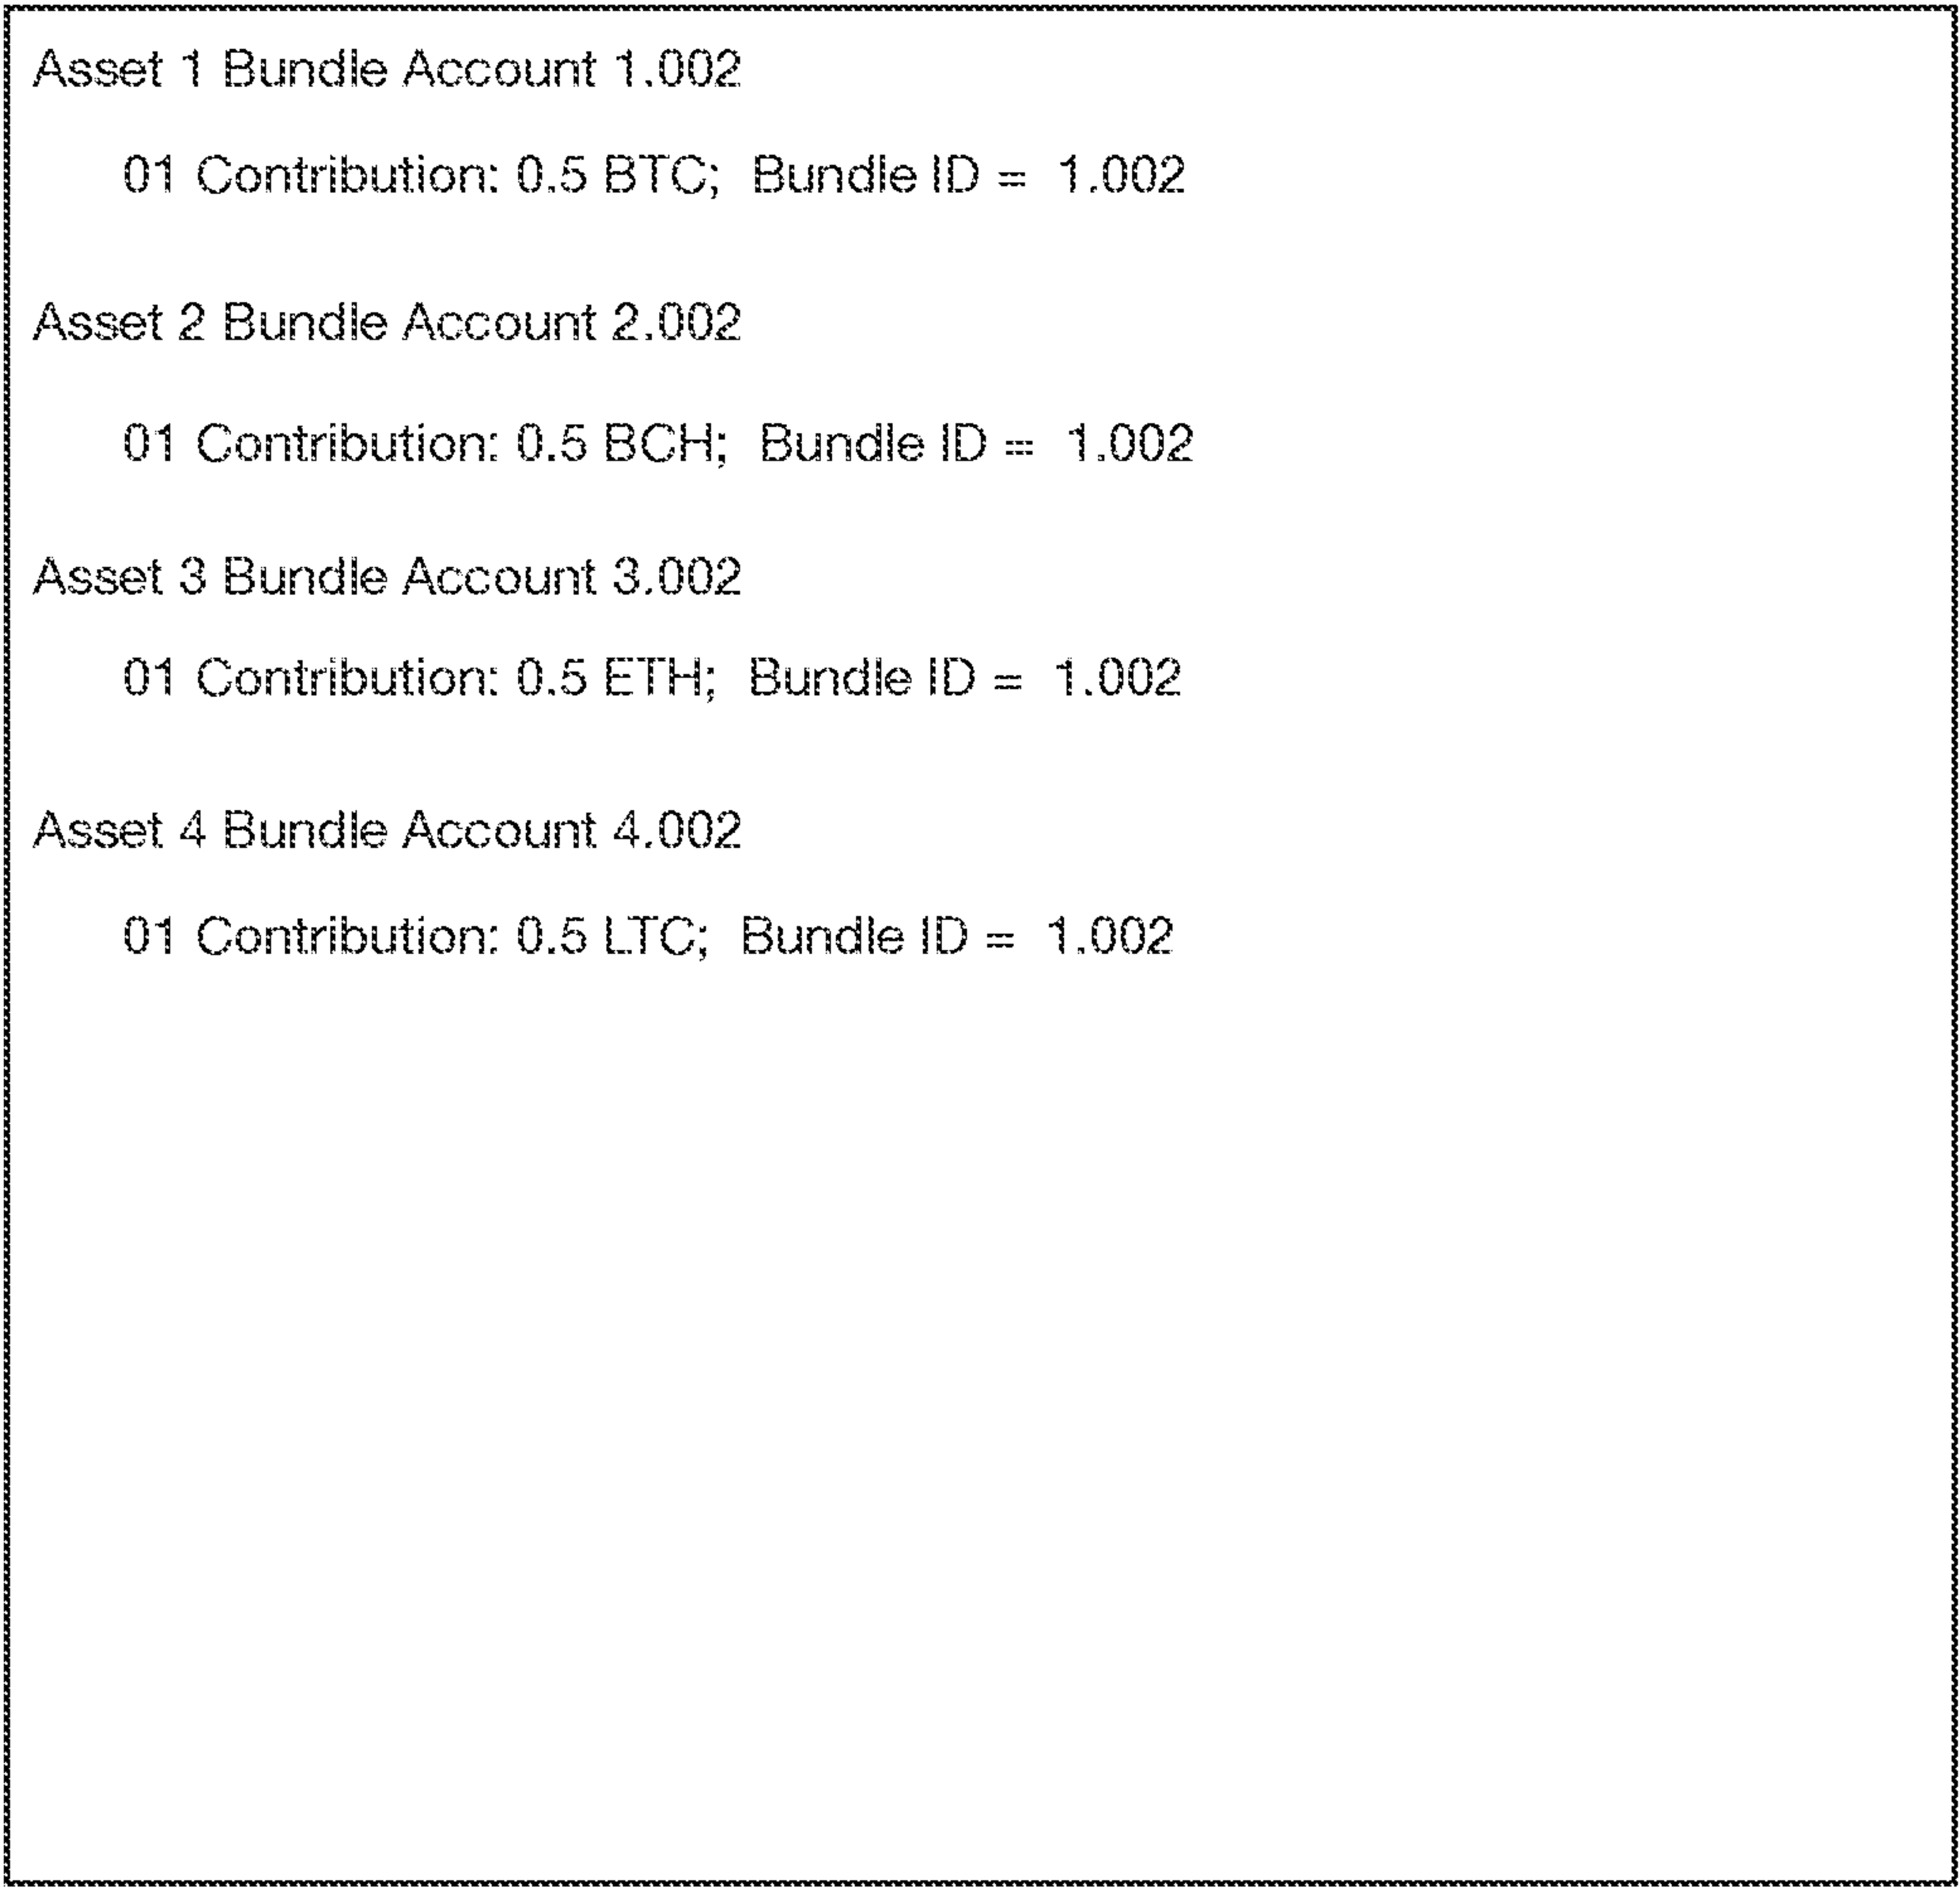 Asset 1 Bundle Account 1.002
01 Contribution: 0.5 BTC; Bundle ID = 1.002
Asset 2 Bundle Account 2.002
01 Contribution: 0.5 BCH; Bundle ID = 1.002
Asset 3 Bundle Account 3.002
01 Contribution: 0.5 ETH; Bundle ID = 1.002
Asset 4 Bundle Account 4.002
01 Contribution: 0.5 LTC; Bundle ID = 1.002